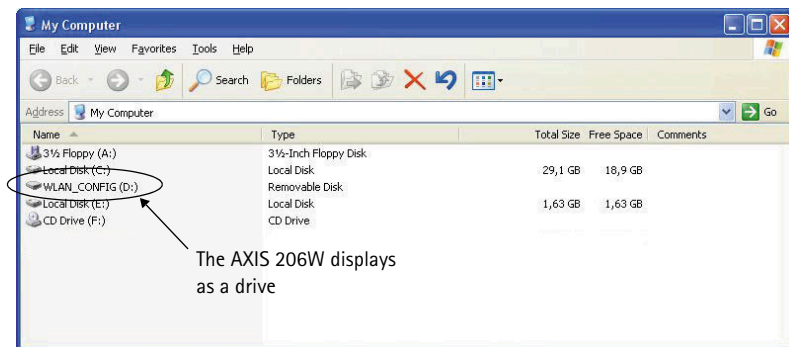 My Computer
File Edit View Favorites Tools Help
Back Search Folders
Address My Computer Go
Name Type Total Size Free Space Comments
3½ Floppy (A:) 3½-Inch Floppy Disk
Local Disk (C:) Local Disk 29,1 GB 18,9 GB
WLAN_CONFIG (D:) Removable Disk
Local Disk (E:) Local Disk 1,63 GB 1,63 GB
CD Drive (F:) CD Drive
The AXIS 206W displays
as a drive